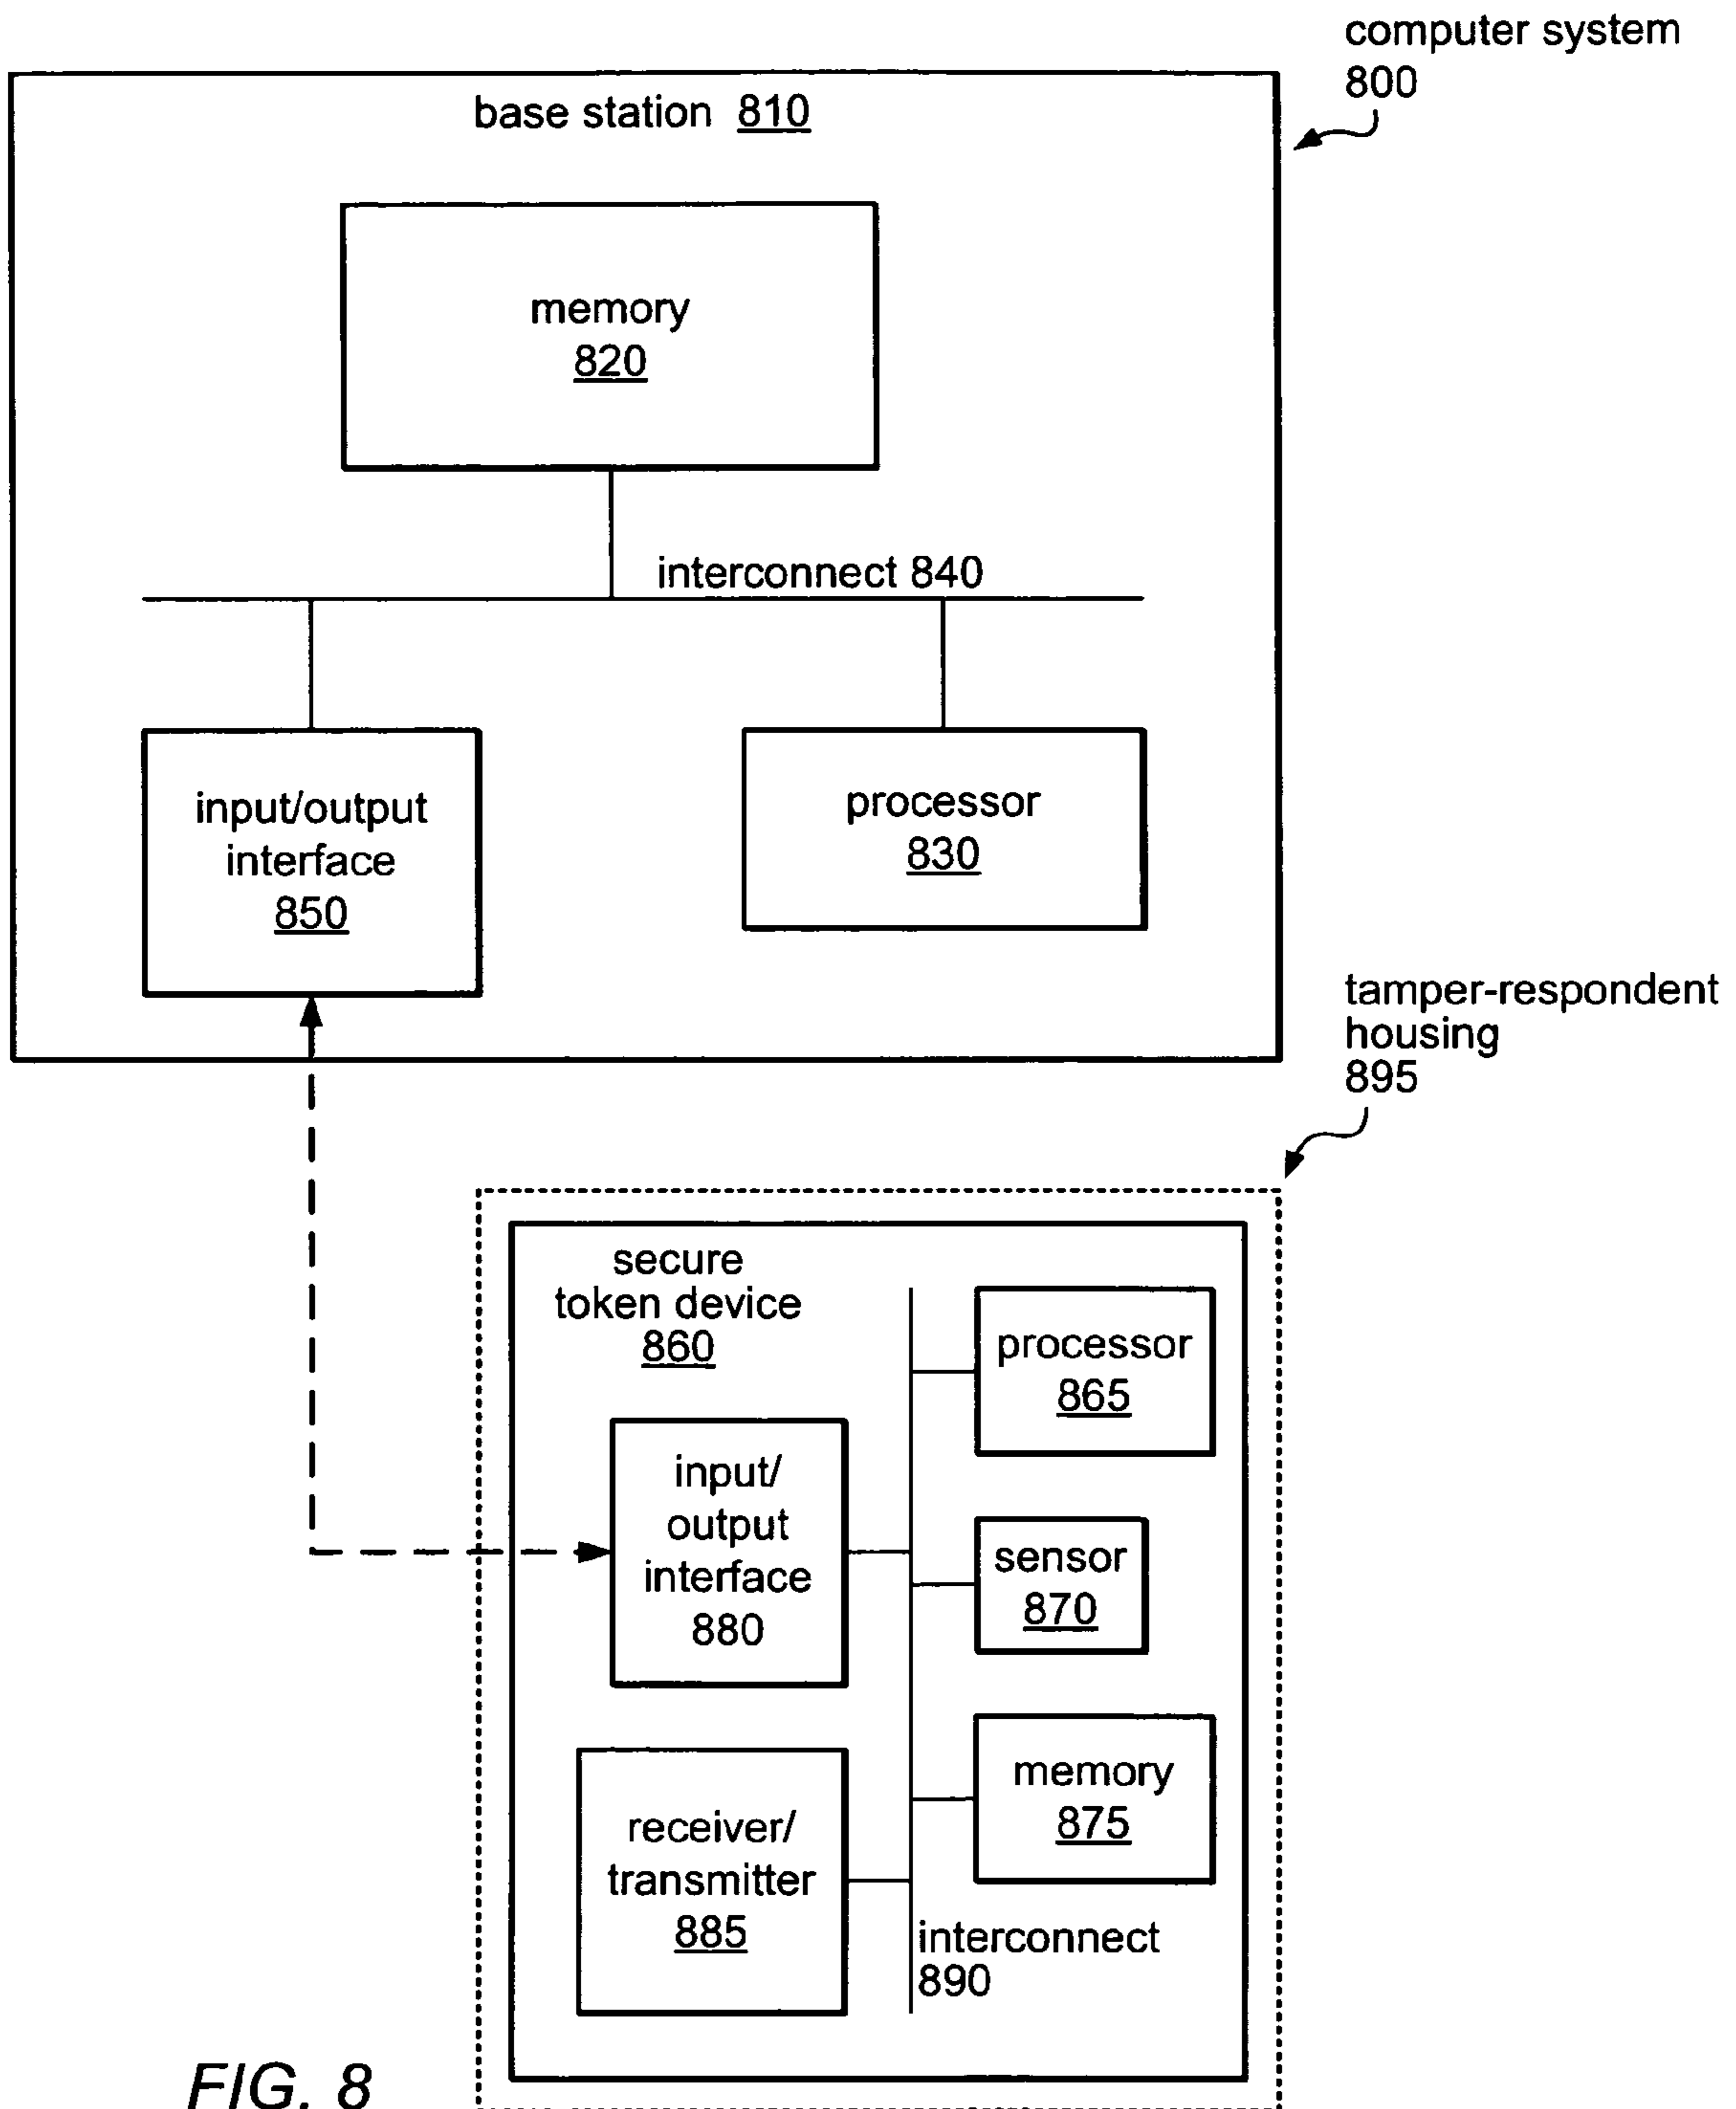 computer system
800
base station 810
memory
820
interconnect 840
input/output
interface
850
processor
830
tamper-respondent
housing
895
secure
token device
860
processor
865
input/
output
interface
880
sensor
870
memory
875
receiver/
transmitter
885
interconnect
890
FIG. 8